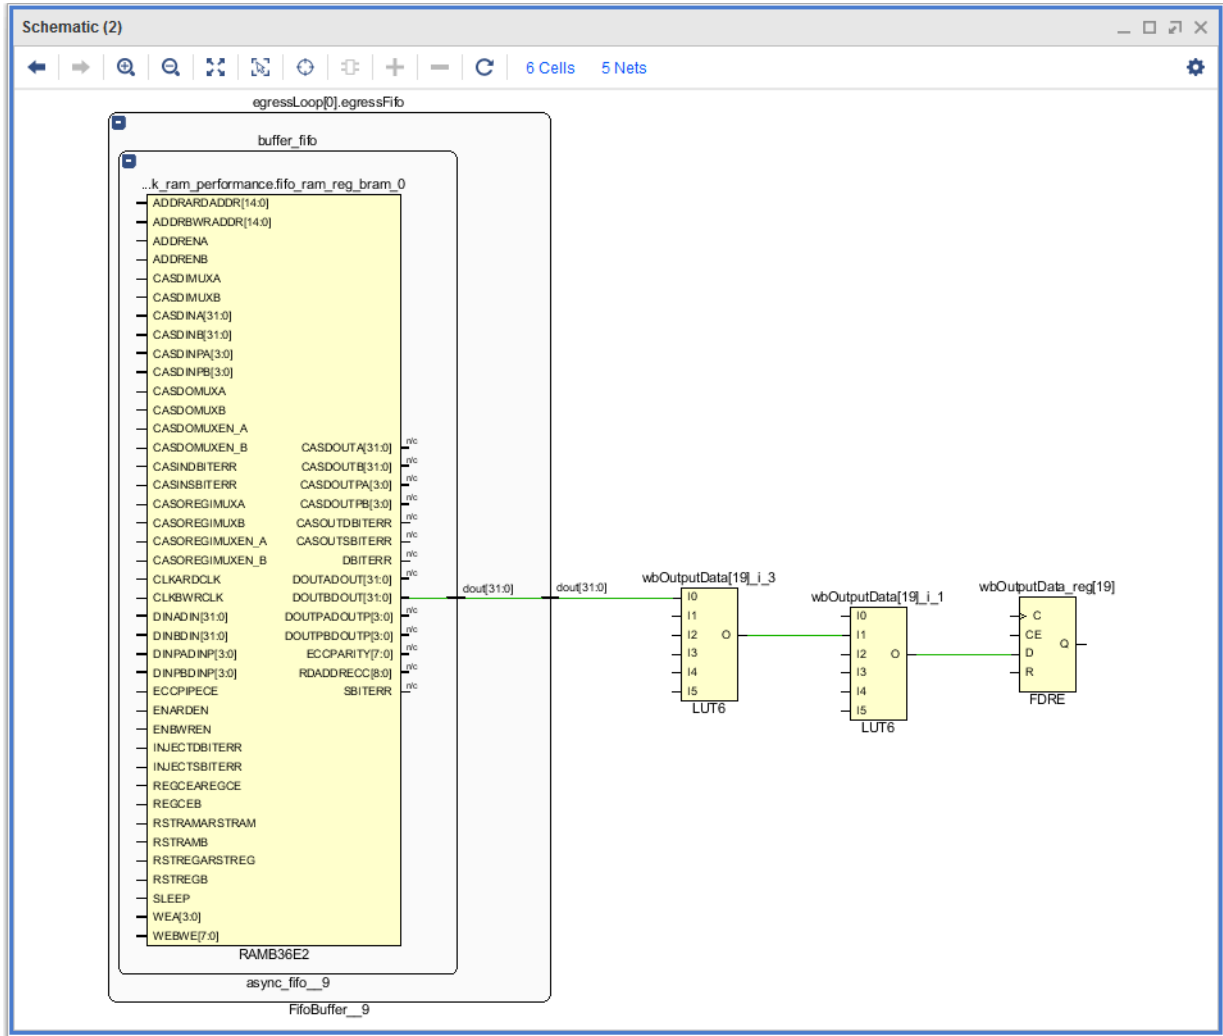 Schematic (2)
6 Cells 5 Nets
egressLoop[0].egressFifo
buffer_fifo
...k_ram_performance.fifo_ram_reg_bram_0
ADDRARDADDR[14:0]
ADDRBWRADDR[14:0]
ADDRENA
ADDRENB
CASDIMUXA
CASDIMUXB
CASDINA[31:0]
CASDINB[31:0]
CASDINPA[3:0]
CASDINPB[3:0]
CASDOMUXA
CASDOMUXB
CASDOMUXEN_A
CASDOMUXEN_B
CASINDBITERR
CASINSBITERR
CASOREGIMUXA
CASOREGIMUXB
CASOREGIMUXEN_A
CASOREGIMUXEN_B
CLKARDCLK
CLKBWRCLK
DINADIN[31:0]
DINBDIN[31:0]
DINPADINP[3:0]
DINPBDINP[3:0]
ECCPIPECE
ENARDEN
ENBWREN
INJECTDBITERR
INJECTSBITERR
REGCEAREGCE
REGCEB
RSTRAMARSTRAM
RSTRAMB
RSTREGARSTREG
RSTREGB
SLEEP
WEA[3:0]
WEBWE[7:0]
CASDOUTA[31:0] n/c
CASDOUTB[31:0] n/c
CASDOUTPA[3:0] n/c
CASDOUTPB[3:0] n/c
CASOUTDBITERR n/c
CASOUTSBITERR n/c
DBITERR n/c
DOUTADOUT[31:0] n/c
DOUTBDOUT[31:0]
DOUTPADOUTP[3:0] n/c
DOUTPBDOUTP[3:0] n/c
ECCPARITY[7:0] n/c
RDADDRECC[8:0] n/c
SBITERR n/c
RAMB36E2
async_fifo__9
FifoBuffer__9
dout[31:0]
dout[31:0]
wbOutputData[19]_i_3
I0
I1
I2 O
I3
I4
I5
LUT6
wbOutputData[19]_i_1
I0
I1
I2 O
I3
I4
I5
LUT6
wbOutputData_reg[19]
C
CE
Q
D
R
FDRE